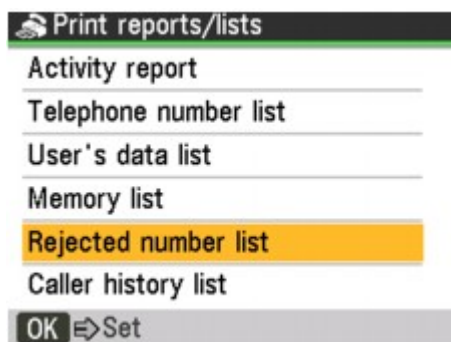 Print reports/lists
Activity report
Telephone number list
User's data list
Memory list
Rejected number list
Caller history list
OK ⇨Set